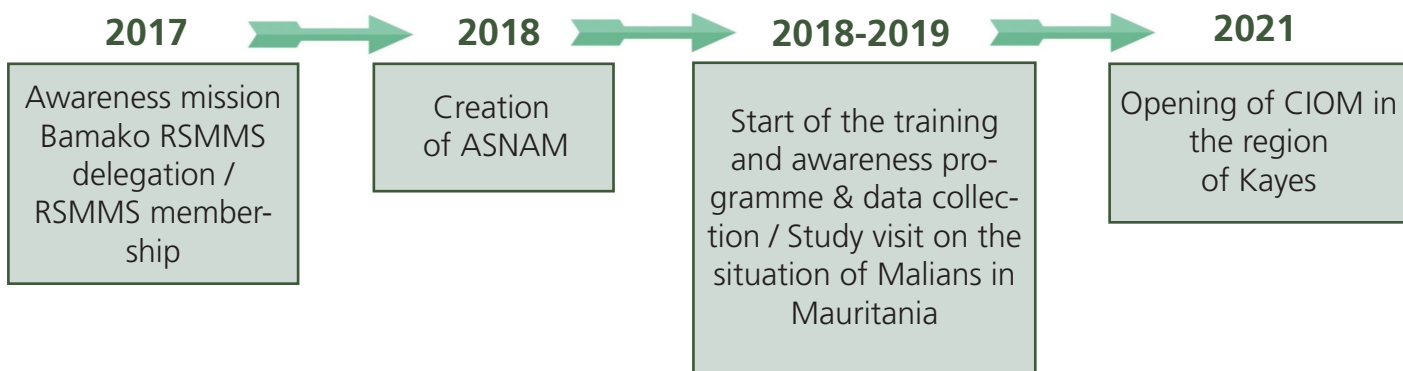 2017
Awareness mission
Bamako RSMMS
delegation /
RSMMS member-
ship
2018
Creation
of ASNAM
2018-2019
Start of the training
and awareness pro-
gramme & data collec-
tion / Study visit on the
situation of Malians in
Mauritania
2021
Opening of CIOM in
the region
of Kayes